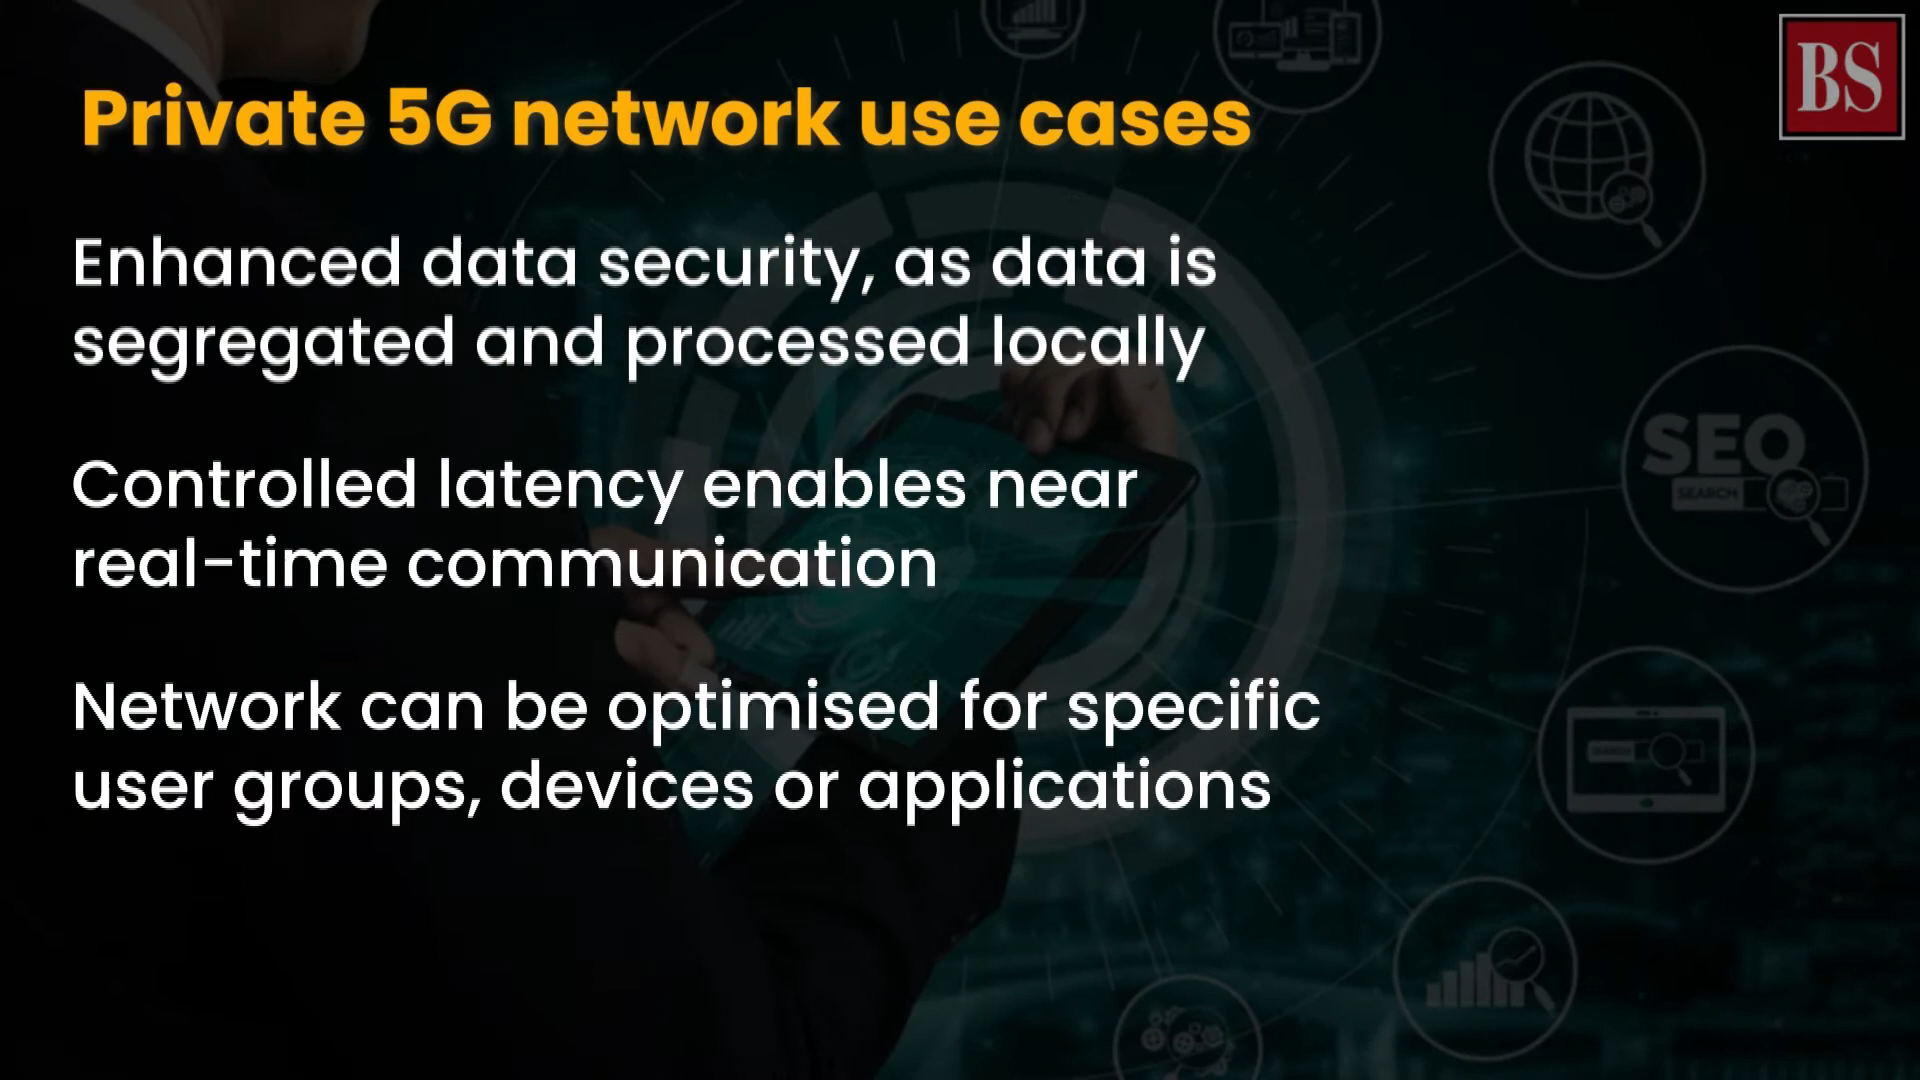 Private 5G network use cases
BS
Enhanced data security, as data is
segregated and processed locally
Controlled latency enables near
real-time communication
Network can be optimised for specific
user groups, devices or applications
SEO
SEARCH